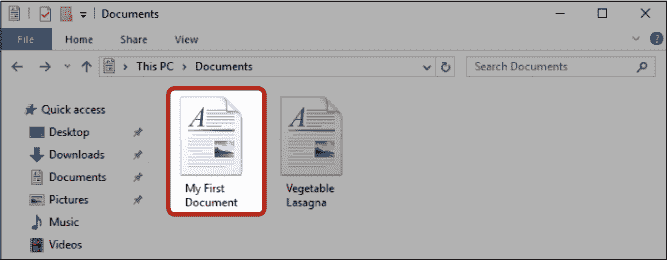 Documents
File Home Share View
This PC > Documents
Search Documents
Quick access
Desktop
Downloads
Documents
Pictures
Music
Videos
My First
Document
Vegetable
Lasagna